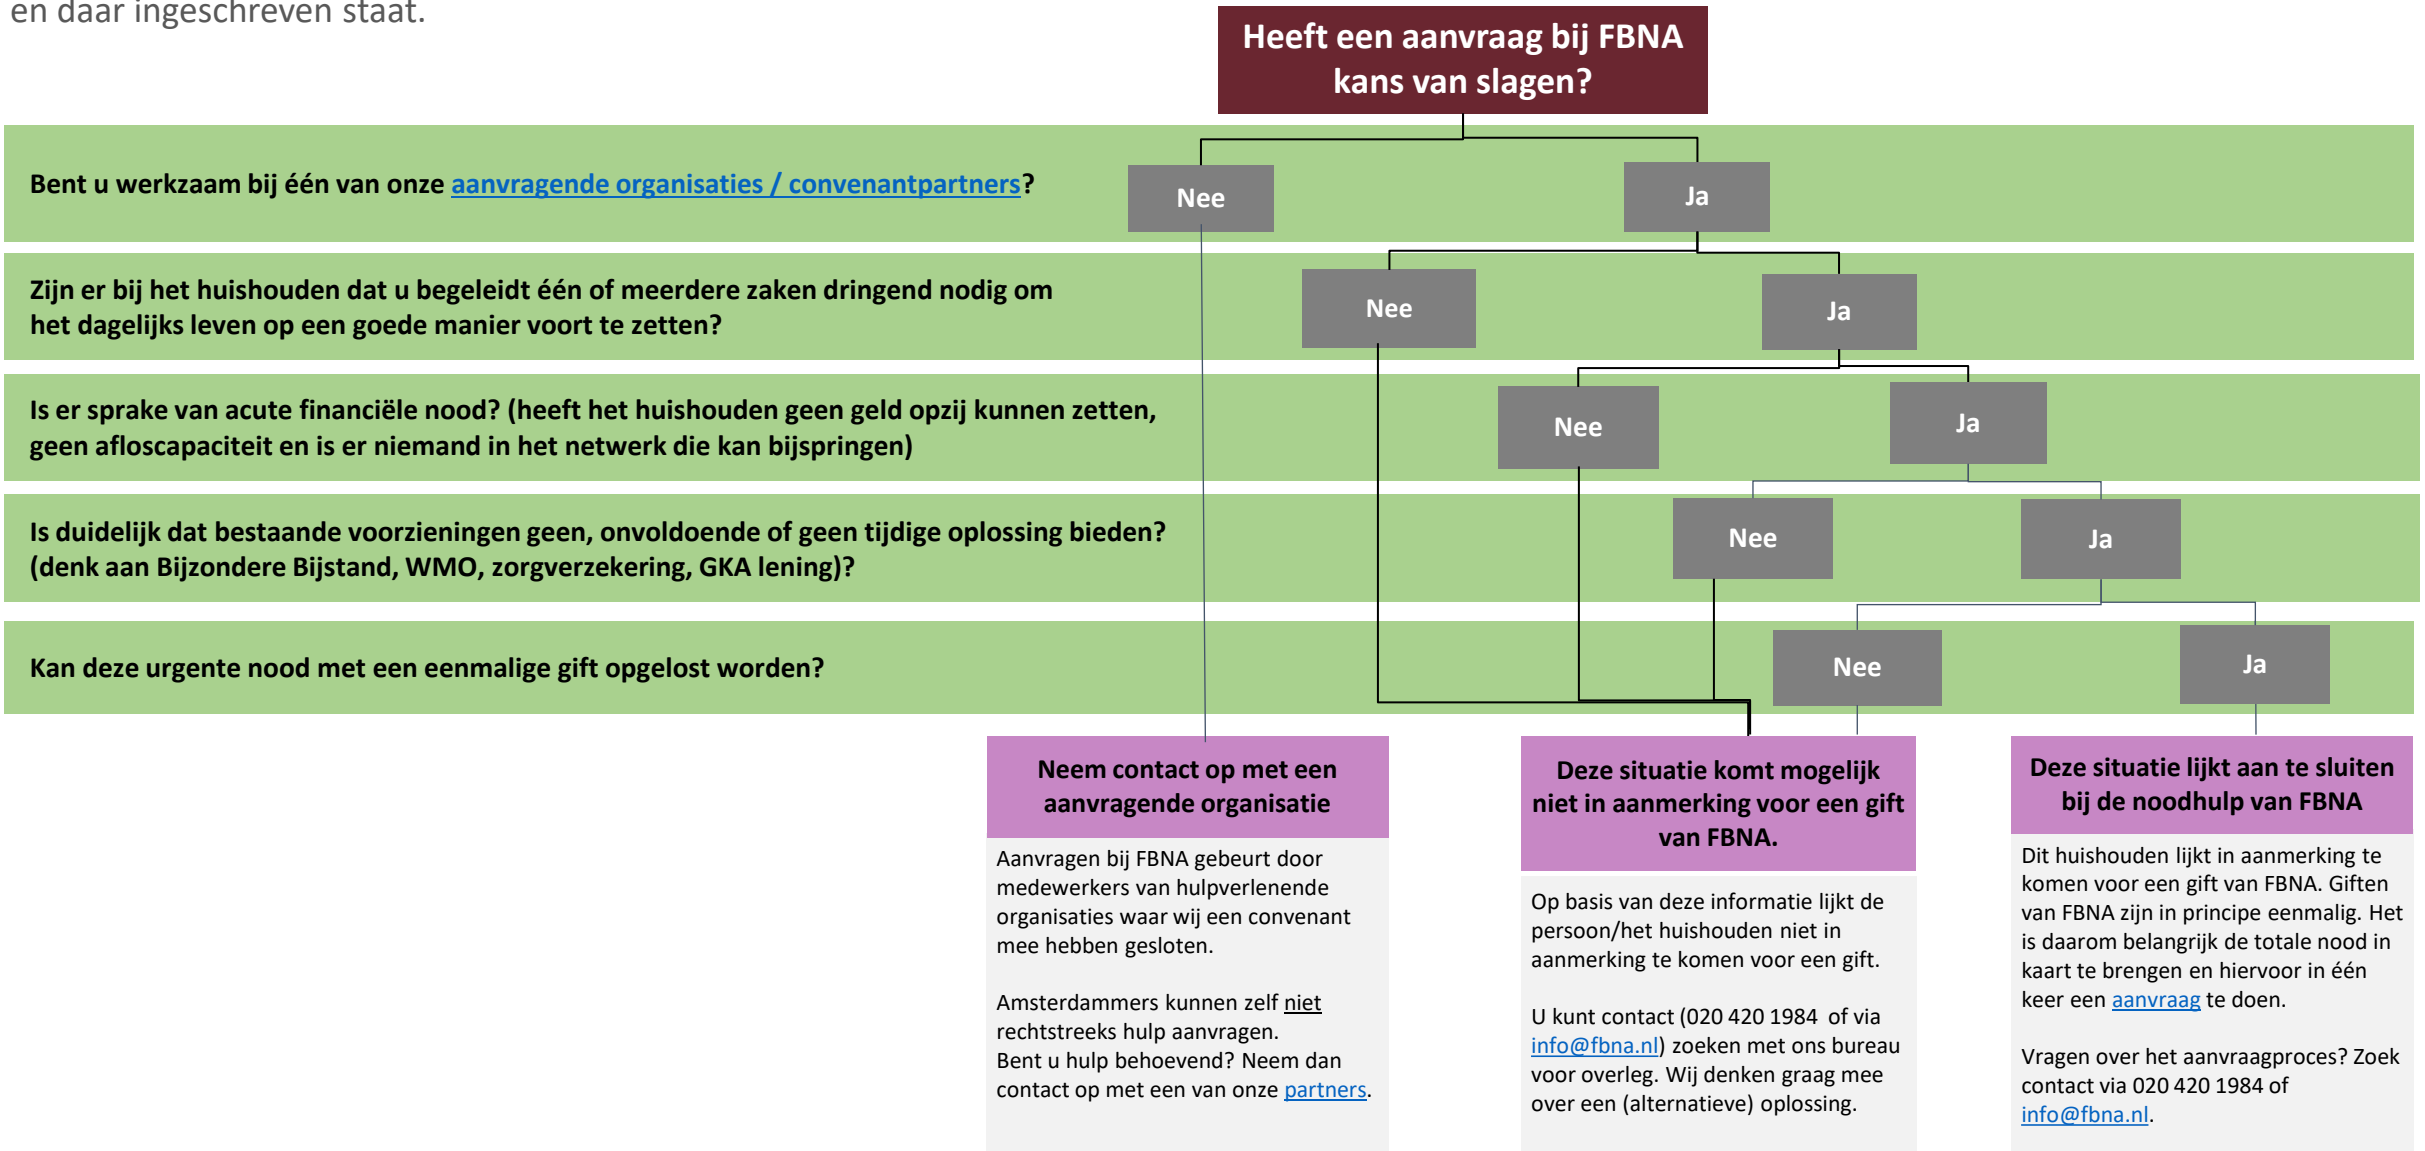 en daar ingeschreven staat.
Heeft een aanvraag bij FBNA
kans van slagen?
Bent u werkzaam bij één van onze aanvragende organisaties / convenantpartners?
Nee
Ja
Zijn er bij het huishouden dat u begeleidt één of meerdere zaken dringend nodig om
het dagelijks leven op een goede manier voort te zetten?
Nee
Ja
Is er sprake van acute financiële nood? (heeft het huishouden geen geld opzij kunnen zetten,
geen afloscapaciteit en is er niemand in het netwerk die kan bijspringen)
Nee
Ja
Is duidelijk dat bestaande voorzieningen geen, onvoldoende of geen tijdige oplossing bieden?
(denk aan Bijzondere Bijstand, WMO, zorgverzekering, GKA lening)?
Nee
Ja
Kan deze urgente nood met een eenmalige gift opgelost worden?
Nee
Ja
Neem contact op met een
aanvragende organisatie
Aanvragen bij FBNA gebeurt door
medewerkers van hulpverlenende
organisaties waar wij een convenant
mee hebben gesloten.
Amsterdammers kunnen zelf niet
rechtstreeks hulp aanvragen.
Bent u hulp behoevend? Neem dan
contact op met een van onze partners.
Deze situatie komt mogelijk
niet in aanmerking voor een gift
van FBNA.
Op basis van deze informatie lijkt de
persoon/het huishouden niet in
aanmerking te komen voor een gift.
U kunt contact (020 420 1984 of via
info@fbna.nl) zoeken met ons bureau
voor overleg. Wij denken graag mee
over een (alternatieve) oplossing.
Deze situatie lijkt aan te sluiten
bij de noodhulp van FBNA
Dit huishouden lijkt in aanmerking te
komen voor een gift van FBNA. Giften
van FBNA zijn in principe eenmalig. Het
is daarom belangrijk de totale nood in
kaart te brengen en hiervoor in één
keer een aanvraag te doen.
Vragen over het aanvraagproces? Zoek
contact via 020 420 1984 of
info@fbna.nl.